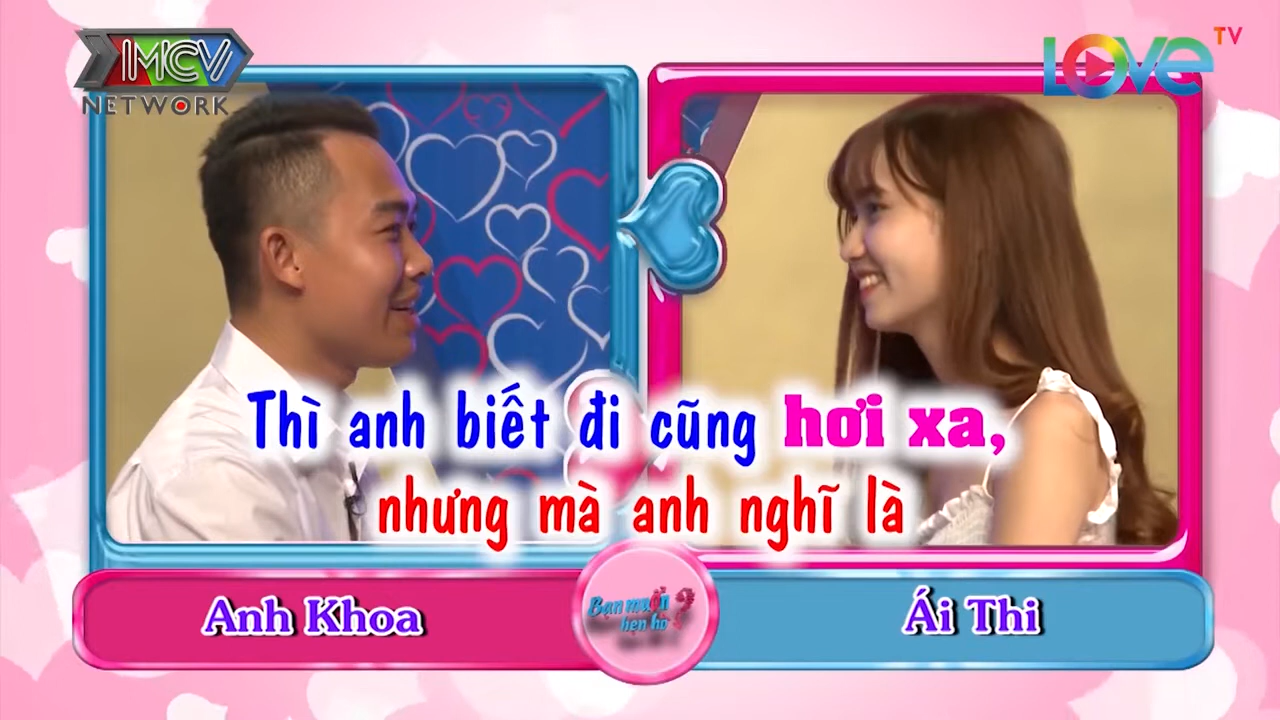 MCV
NETWORK
LOVE TV
Thì anh biết đi cũng hơi xa,
nhưng mà anh nghĩ là
Anh Khoa
Bạn muốn
hẹn hò?
Ái Thi